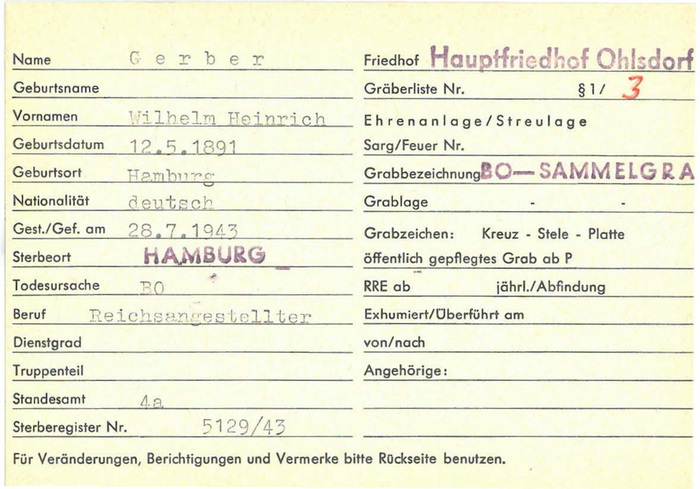 Name G e r b e r
Geburtsname
Vornamen Wilhelm Heinrich
Geburtsdatum 12.5.1891
Geburtsort Hamburg
Nationalität deutsch
Gest./Gef. am 28.7.1943
Sterbeort HAMBURG
Todesursache BO
Beruf Reichsangestellter
Dienstgrad
Truppenteil
Standesamt 4a
Sterberegister Nr. 5129/43
Friedhof Hauptfriedhof Ohlsdorf
Gräberliste Nr. §1/ 3
Ehrenanlage/Streulage
Sarg/Feuer Nr.
Grabbezeichnung BO—SAMMELGRA
Grablage - -
Grabzeichen: Kreuz - Stele - Platte
öffentlich gepflegtes Grab ab P
RRE ab jährl./Abfindung
Exhumiert/Überführt am
von/nach
Angehörige:
Für Veränderungen, Berichtigungen und Vermerke bitte Rückseite benutzen.